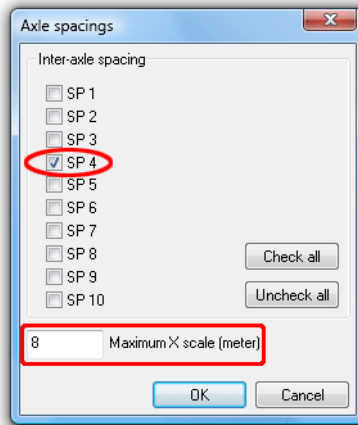 Axle spacings
Inter-axle spacing
SP 1
SP 2
SP 3
SP 4
SP 5
SP 6
SP 7
SP 8
SP 9
SP 10
Check all
Uncheck all
8 Maximum X scale (meter)
OK Cancel